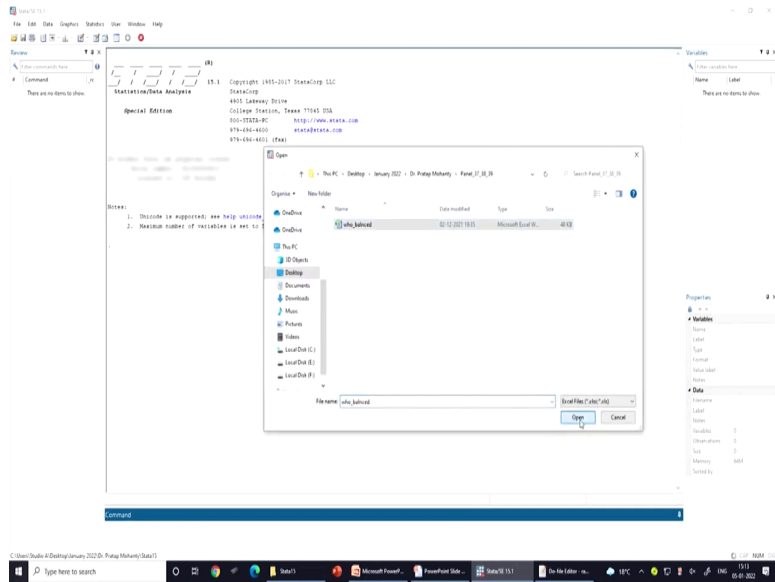 Stata/SE 15.1
File Edit Data Graphics Statistics User Window Help
Review
Filter commands here
# Command _rc
There are no items to show.
(R)
15.1 Copyright 1985-2017 StataCorp LLC
Statistics/Data Analysis StataCorp
4905 Lakeway Drive
Special Edition College Station, Texas 77845 USA
800-STATA-PC http://www.stata.com
979-696-4600 stata@stata.com
979-696-4601 (fax)
Notes:
1. Unicode is supported; see help unicode_
2. Maximum number of variables is set to
Open
This PC > Desktop > January 2022 > Dr. Pratap Mohanty > Panel_37_38_39
Search Panel_37_38_39
Organise New folder
Name Date modified Type Size
who_balnced 02-12-2021 19:15 Microsoft Excel W... 40 KB
OneDrive
OneDrive
This PC
3D Objects
Desktop
Documents
Downloads
Music
Pictures
Videos
Local Disk (C:)
Local Disk (E:)
Local Disk (F:)
File name: who_balnced
Excel Files (*.xlsx;*.xls)
Open Cancel
Variables
Filter variables here
Name Label
There are no items to show.
Properties
Variables
Name
Label
Type
Format
Value label
Notes
Data
Filename
Label
Notes
Variables 0
Observations 0
Size 0
Memory 64M
Sorted by
Command
C:\Users\Studio A\Desktop\January 2022\Dr. Pratap Mohanty\Stata15
CAP NUM
Type here to search
Stata15
Microsoft PowerP...
PowerPoint Slide ...
Stata/SE 15.1
Do-file Editor - ...
18°C
ENG
15:13
05-01-2022